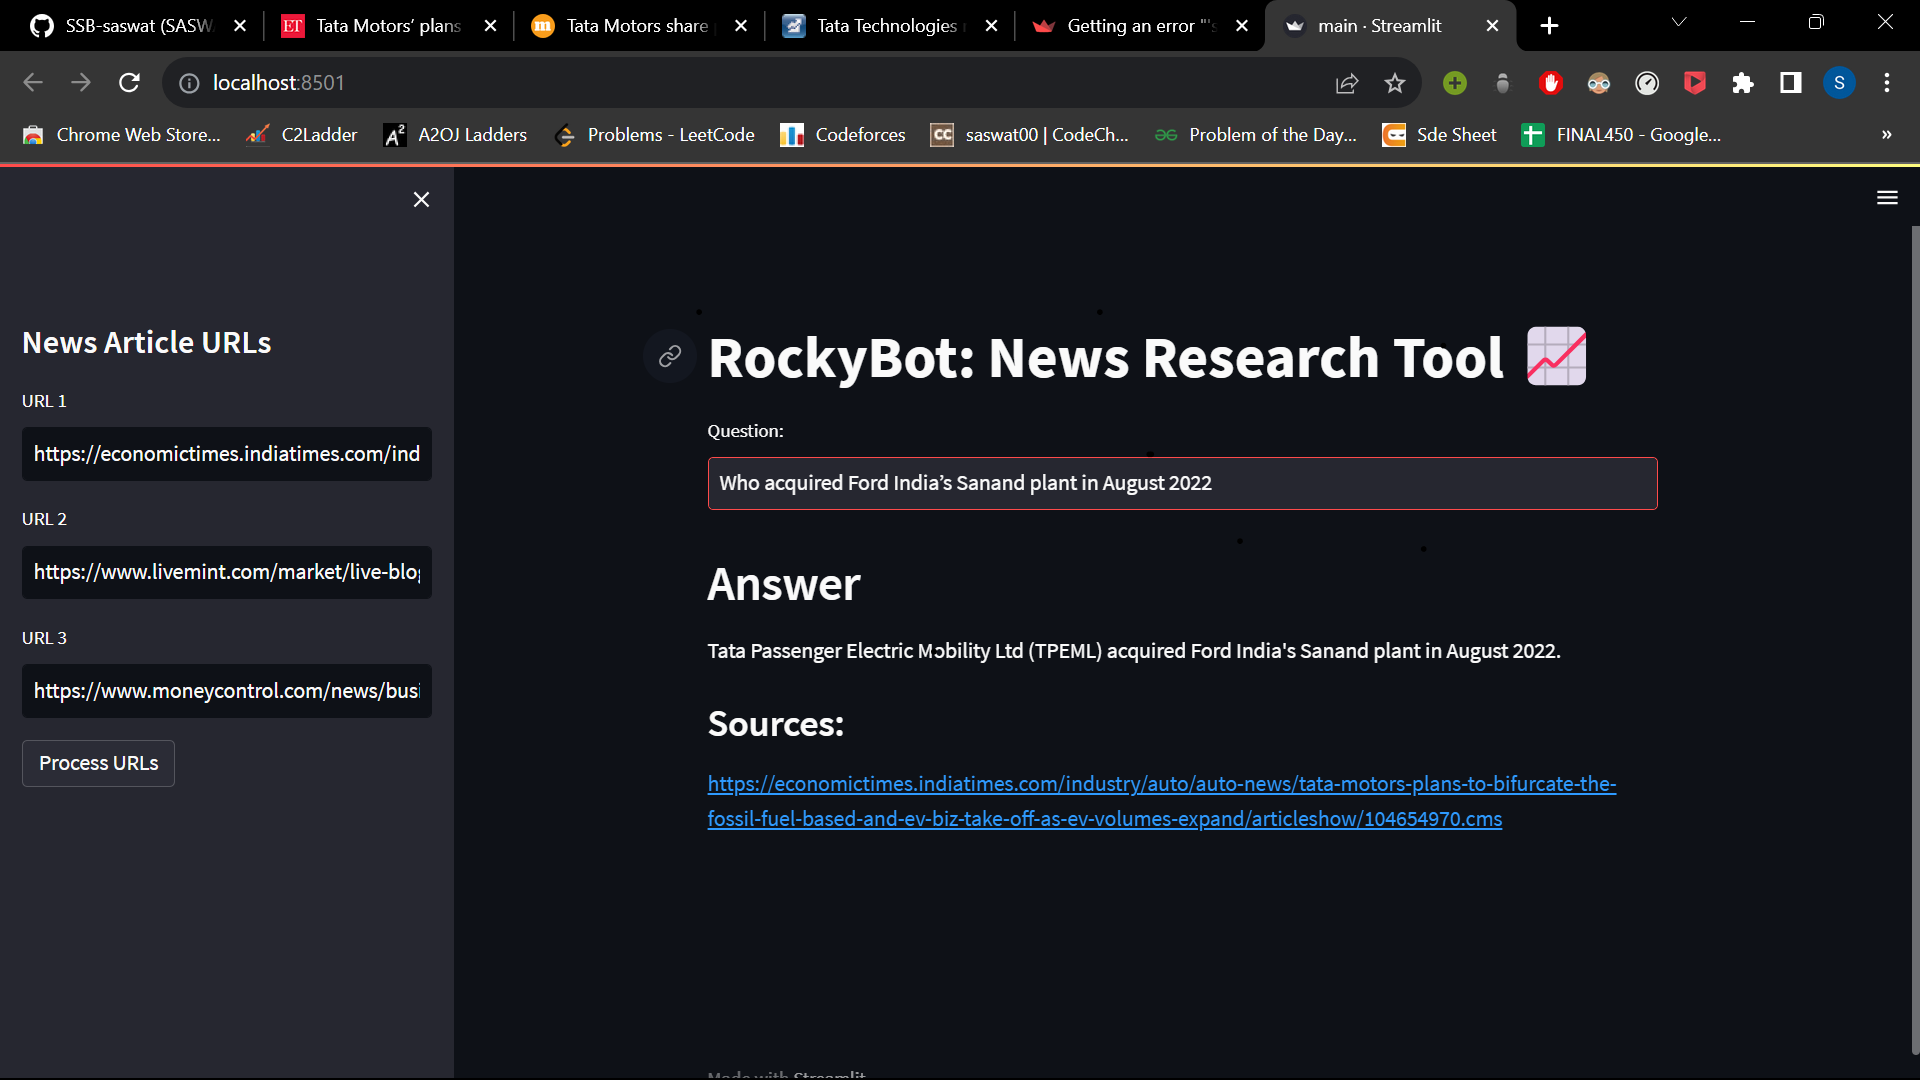 SSB-saswat (SASW
Tata Motors’ plans
Tata Motors share p
Tata Technologies
Getting an error "'s
main · Streamlit
localhost:8501
S
Chrome Web Store...
C2Ladder
A2OJ Ladders
Problems - LeetCode
Codeforces
saswat00 | CodeCh...
Problem of the Day,...
Sde Sheet
FINAL450 - Google...
News Article URLs
URL 1
https://economictimes.indiatimes.com/ind
URL 2
https://www.livemint.com/market/live-blog
URL 3
https://www.moneycontrol.com/news/busi
Process URLs
RockyBot: News Research Tool
Question:
Who acquired Ford India’s Sanand plant in August 2022
Answer
Tata Passenger Electric Mobility Ltd (TPEML) acquired Ford India's Sanand plant in August 2022.
Sources:
https://economictimes.indiatimes.com/industry/auto/auto-news/tata-motors-plans-to-bifurcate-the-
fossil-fuel-based-and-ev-biz-take-off-as-ev-volumes-expand/articleshow/104654970.cms
Made with Streamlit